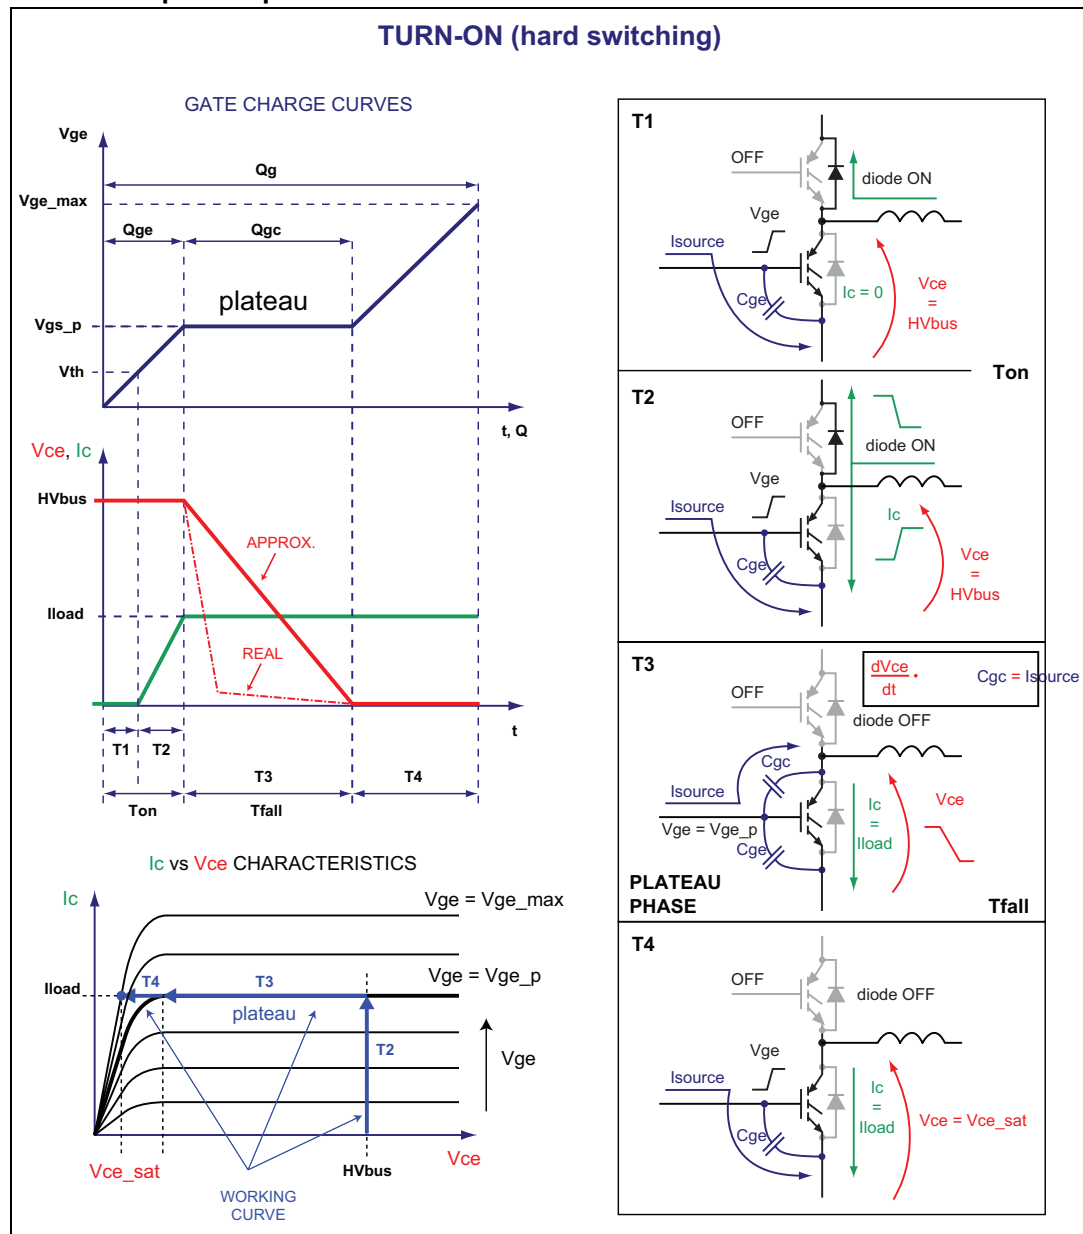 TURN-ON (hard switching)
GATE CHARGE CURVES
Vge
Qg
Vge_max
Qge
Qgc
plateau
Vgs_p
Vth
t, Q
Vce, Ic
HVbus
APPROX.
Iload
REAL
t
T1
T2
T3
T4
Ton
Tfall
Ic vs Vce CHARACTERISTICS
Ic
Vge = Vge_max
Vge = Vge_p
Iload
T4
T3
plateau
T2
Vge
Vce_sat
HVbus
Vce
WORKING
CURVE
T1
OFF
diode ON
Vge
Isource
Cge
Ic = 0
Vce
=
HVbus
Ton
T2
OFF
diode ON
Vge
Isource
Ic
Cge
Vce
=
HVbus
T3
dVce
dt
Cgc = Isource
OFF
diode OFF
Cgc
Isource
Vge = Vge_p
Cge
Ic
=
Iload
Vce
PLATEAU
PHASE
Tfall
T4
OFF
diode OFF
Vge
Isource
Cge
Ic
=
Iload
Vce = Vce_sat